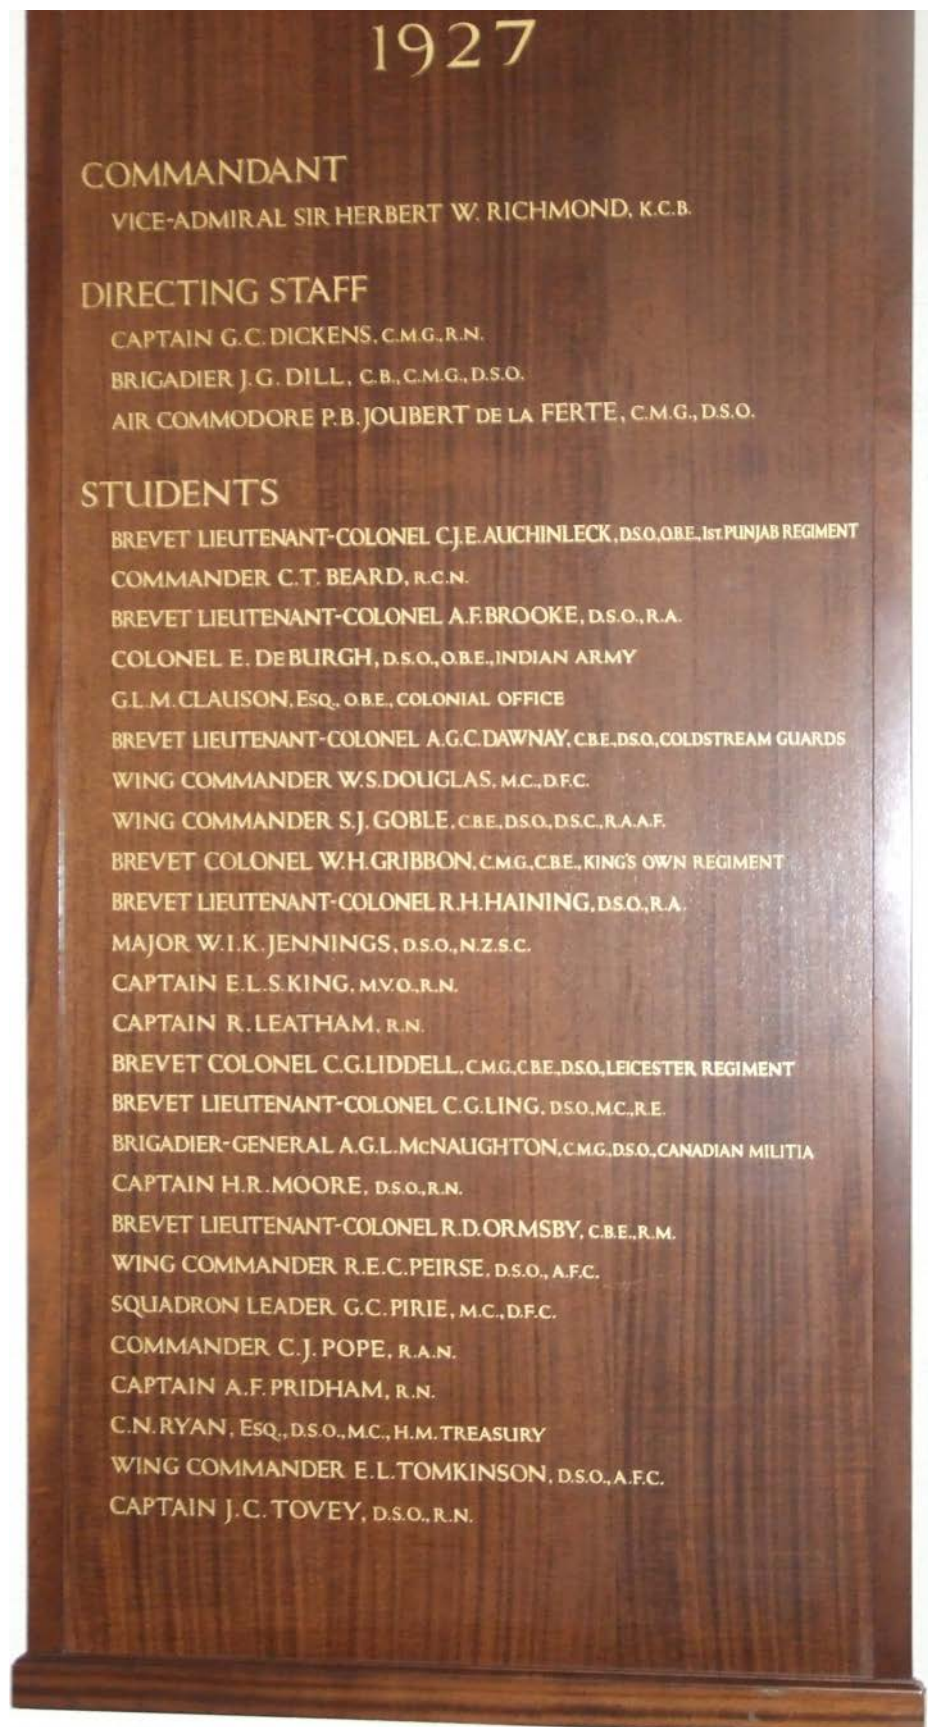 1927
COMMANDANT
VICE-ADMIRAL SIR HERBERT W. RICHMOND, K.C.B.
DIRECTING STAFF
CAPTAIN G.C. DICKENS, C.M.G., R.N.
BRIGADIER J.G. DILL, C.B., C.M.G., D.S.O.
AIR COMMODORE P.B. JOUBERT DE LA FERTE, C.M.G., D.S.O.
STUDENTS
BREVET LIEUTENANT-COLONEL C.J.E. AUCHINLECK, D.S.O., O.B.E., 1ST. PUNJAB REGIMENT
COMMANDER C.T. BEARD, R.C.N.
BREVET LIEUTENANT-COLONEL A.F. BROOKE, D.S.O., R.A.
COLONEL E. DE BURGH, D.S.O., O.B.E., INDIAN ARMY
G.L.M. CLAUSON, ESQ., O.B.E., COLONIAL OFFICE
BREVET LIEUTENANT-COLONEL A.G.C. DAWNAY, C.B.E., D.S.O., COLDSTREAM GUARDS
WING COMMANDER W.S. DOUGLAS, M.C., D.F.C.
WING COMMANDER S.J. GOBLE, C.B.E., D.S.O., D.S.C., R.A.A.F.
BREVET COLONEL W.H. GRIBBON, C.M.G., C.B.E., KING'S OWN REGIMENT
BREVET LIEUTENANT-COLONEL R.H. HAINING, D.S.O., R.A.
MAJOR W.I.K. JENNINGS, D.S.O., N.Z.S.C.
CAPTAIN E.L.S. KING, M.V.O., R.N.
CAPTAIN R. LEATHAM, R.N.
BREVET COLONEL C.G. LIDDELL, C.M.G., C.B.E., D.S.O., LEICESTER REGIMENT
BREVET LIEUTENANT-COLONEL C.G. LING, D.S.O., M.C., R.E.
BRIGADIER-GENERAL A.G.L. McNAUGHTON, C.M.G., D.S.O., CANADIAN MILITIA
CAPTAIN H.R. MOORE, D.S.O., R.N.
BREVET LIEUTENANT-COLONEL R.D. ORMSBY, C.B.E., R.M.
WING COMMANDER R.E.C. PEIRSE, D.S.O., A.F.C.
SQUADRON LEADER G.C. PIRIE, M.C., D.F.C.
COMMANDER C.J. POPE, R.A.N.
CAPTAIN A.F. PRIDHAM, R.N.
C.N. RYAN, ESQ., D.S.O., M.C., H.M. TREASURY
WING COMMANDER E.L. TOMKINSON, D.S.O., A.F.C.
CAPTAIN J.C. TOVEY, D.S.O., R.N.